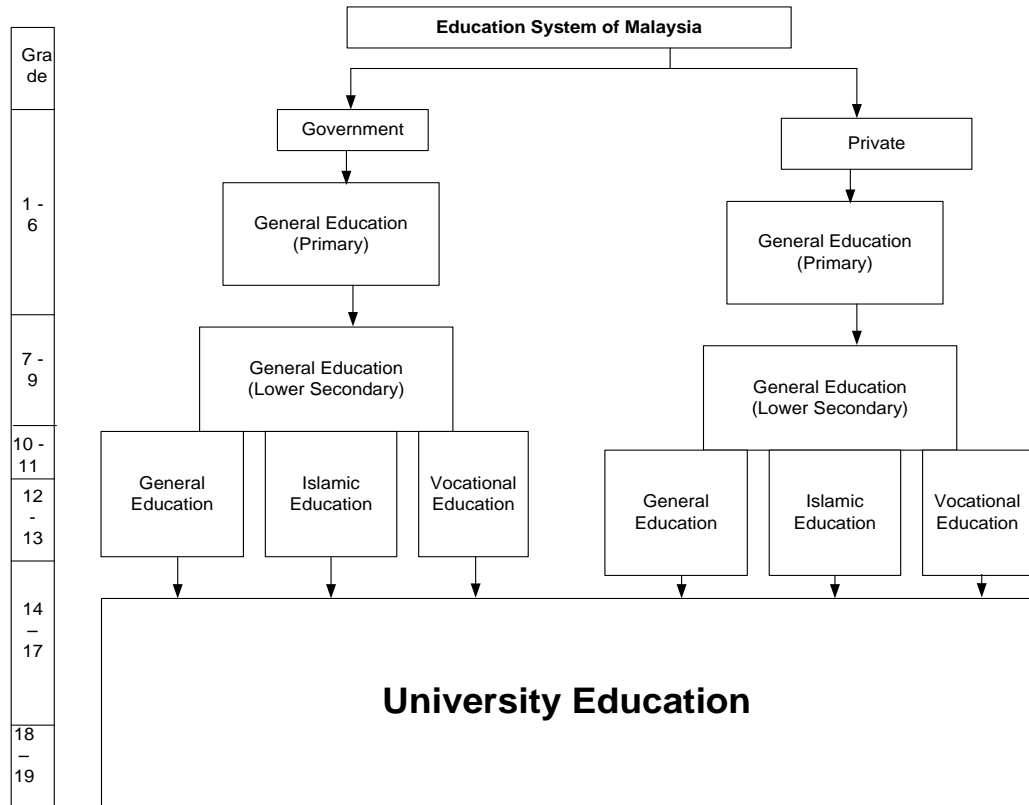 Education System of Malaysia
Gra
de
Government
Private
1 -
6
General Education
(Primary)
General Education
(Primary)
7 -
9
General Education
(Lower Secondary)
General Education
(Lower Secondary)
10 -
11
12
-
13
General
Education
Islamic
Education
Vocational
Education
General
Education
Islamic
Education
Vocational
Education
14
–
17
University Education
18
–
19